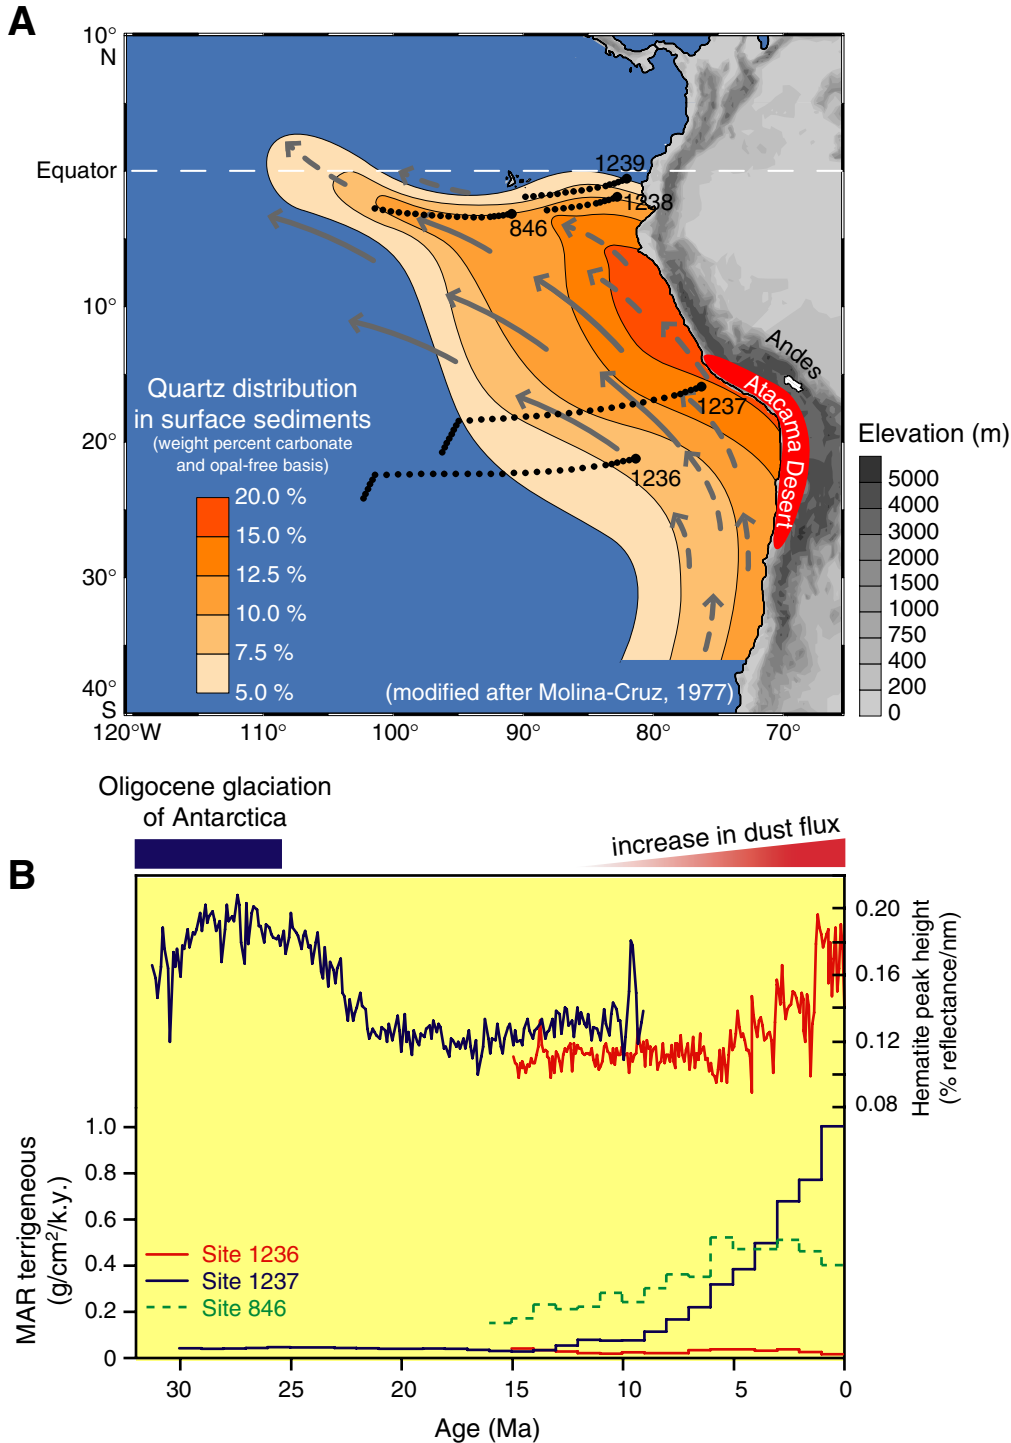 A
10°
N
Equator
10°
20°
30°
40°
S
120°W
110°
100°
90°
80°
70°
1239
1238
846
1237
1236
Andes
Atacama Desert
Quartz distribution
in surface sediments
(weight percent carbonate
and opal-free basis)
20.0 %
15.0 %
12.5 %
10.0 %
7.5 %
5.0 %
(modified after Molina-Cruz, 1977)
Elevation (m)
5000
4000
3000
2000
1500
1000
750
400
200
0
Oligocene glaciation
of Antarctica
increase in dust flux
B
0.20
0.16
0.12
0.08
Hematite peak height
(% reflectance/nm)
1.0
0.8
0.6
0.4
0.2
0
MAR terrigeneous
(g/cm2/k.y.)
Site 1236
Site 1237
Site 846
30
25
20
15
10
5
0
Age (Ma)